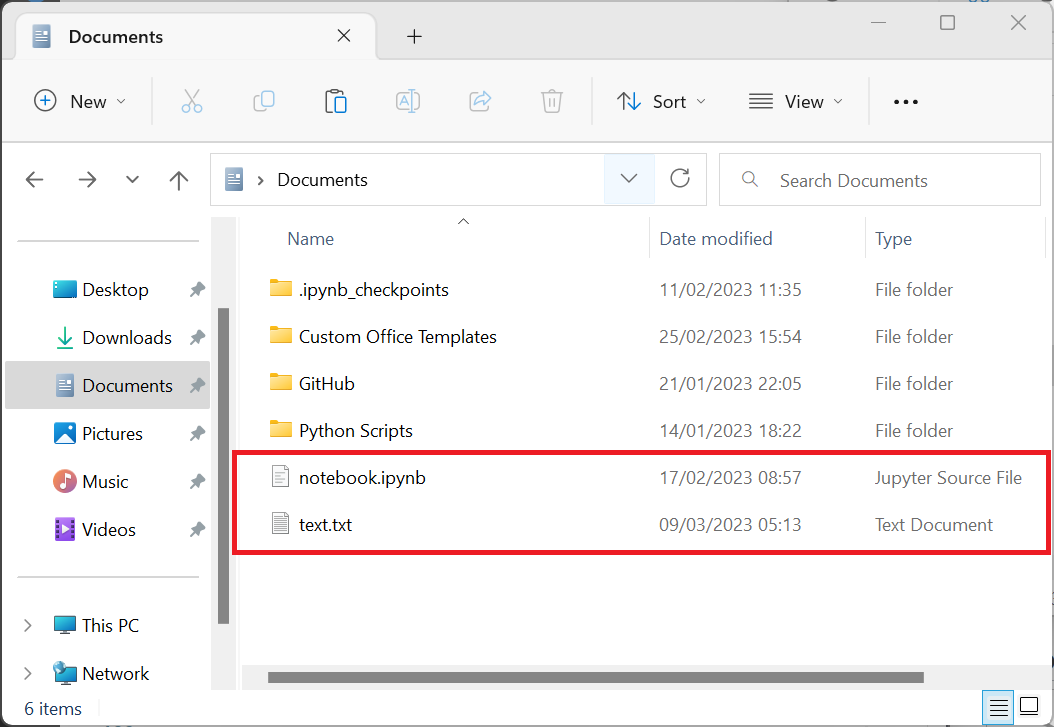 Documents
New
Sort
View
Documents
Search Documents
Name Date modified Type
Desktop
Downloads
Documents
Pictures
Music
Videos
This PC
Network
.ipynb_checkpoints 11/02/2023 11:35 File folder
Custom Office Templates 25/02/2023 15:54 File folder
GitHub 21/01/2023 22:05 File folder
Python Scripts 14/01/2023 18:22 File folder
notebook.ipynb 17/02/2023 08:57 Jupyter Source File
text.txt 09/03/2023 05:13 Text Document
6 items